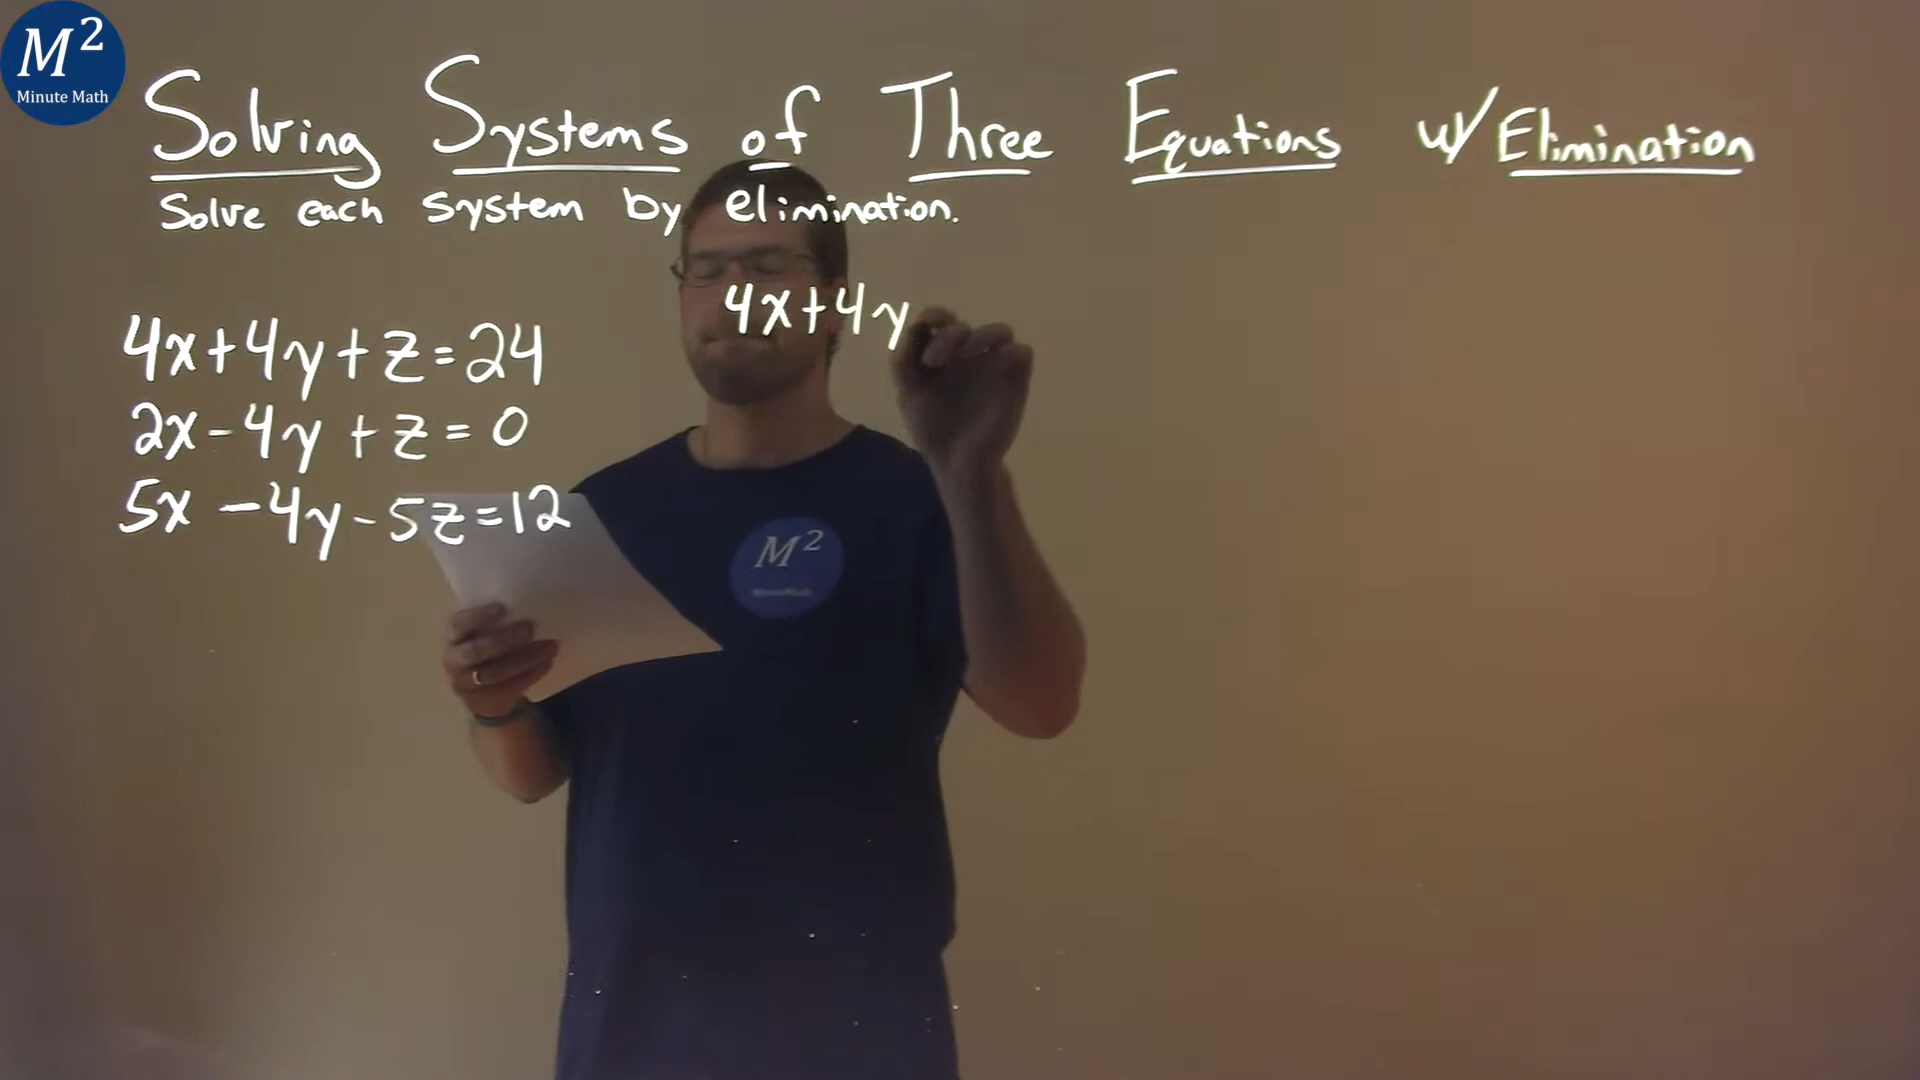 M²
Minute Math
Solving Systems of Three Equations w/ Elimination
Solve each system by elimination.
4x+4y
4x+4y+z=24
2x-4y+z=0
5x-4y-5z=12
M²
MinuteMath